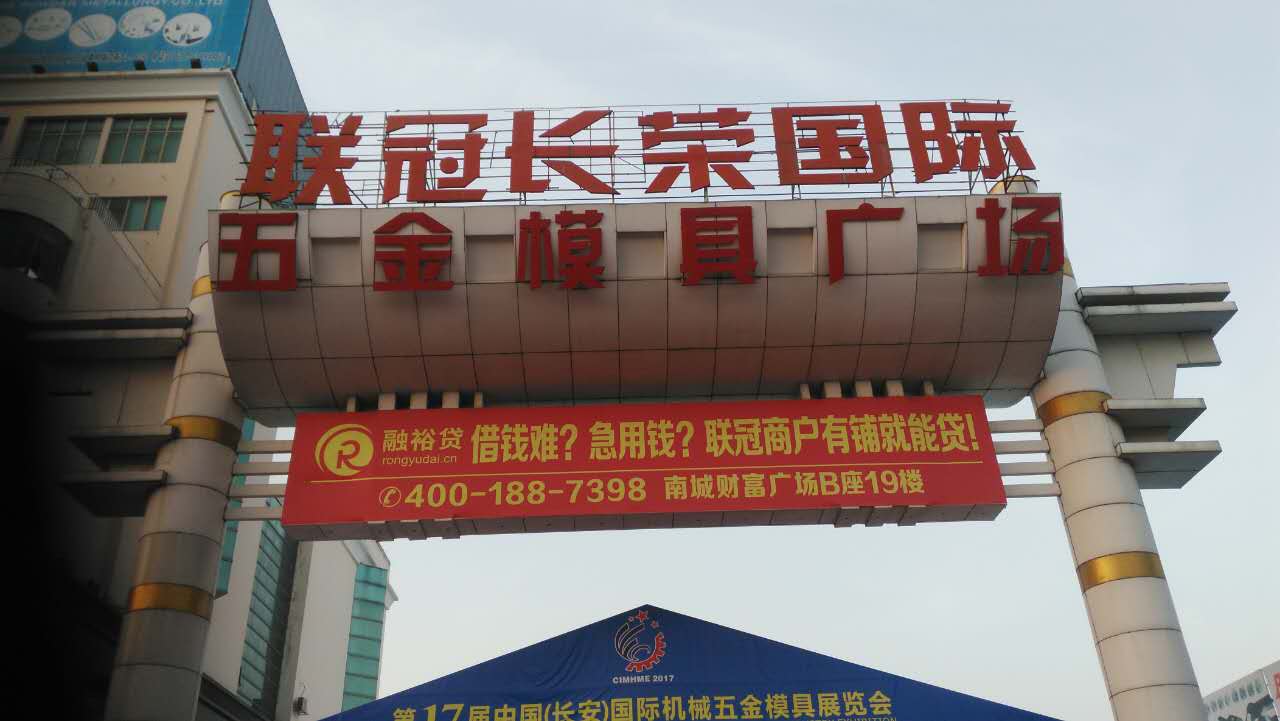 联冠长荣国际
五金模具广场
融裕贷
rongyudai.cn
借钱难？急用钱？联冠商户有铺就能贷！
400-188-7398 南城财富广场B座19楼
CIMHME 2017
第17届中国(长安)国际机械五金模具展览会